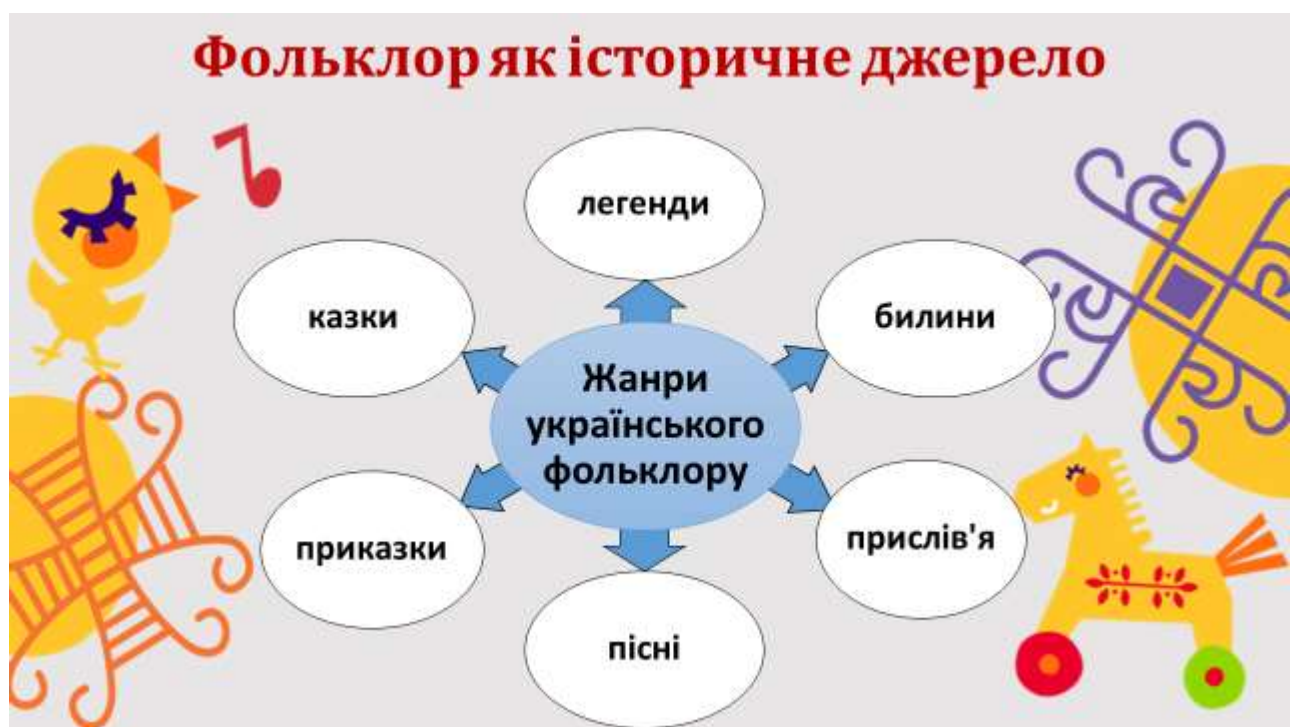 Фольклор як історичне джерело
легенди
казки
билини
Жанри
українського
фольклору
приказки
прислів'я
пісні